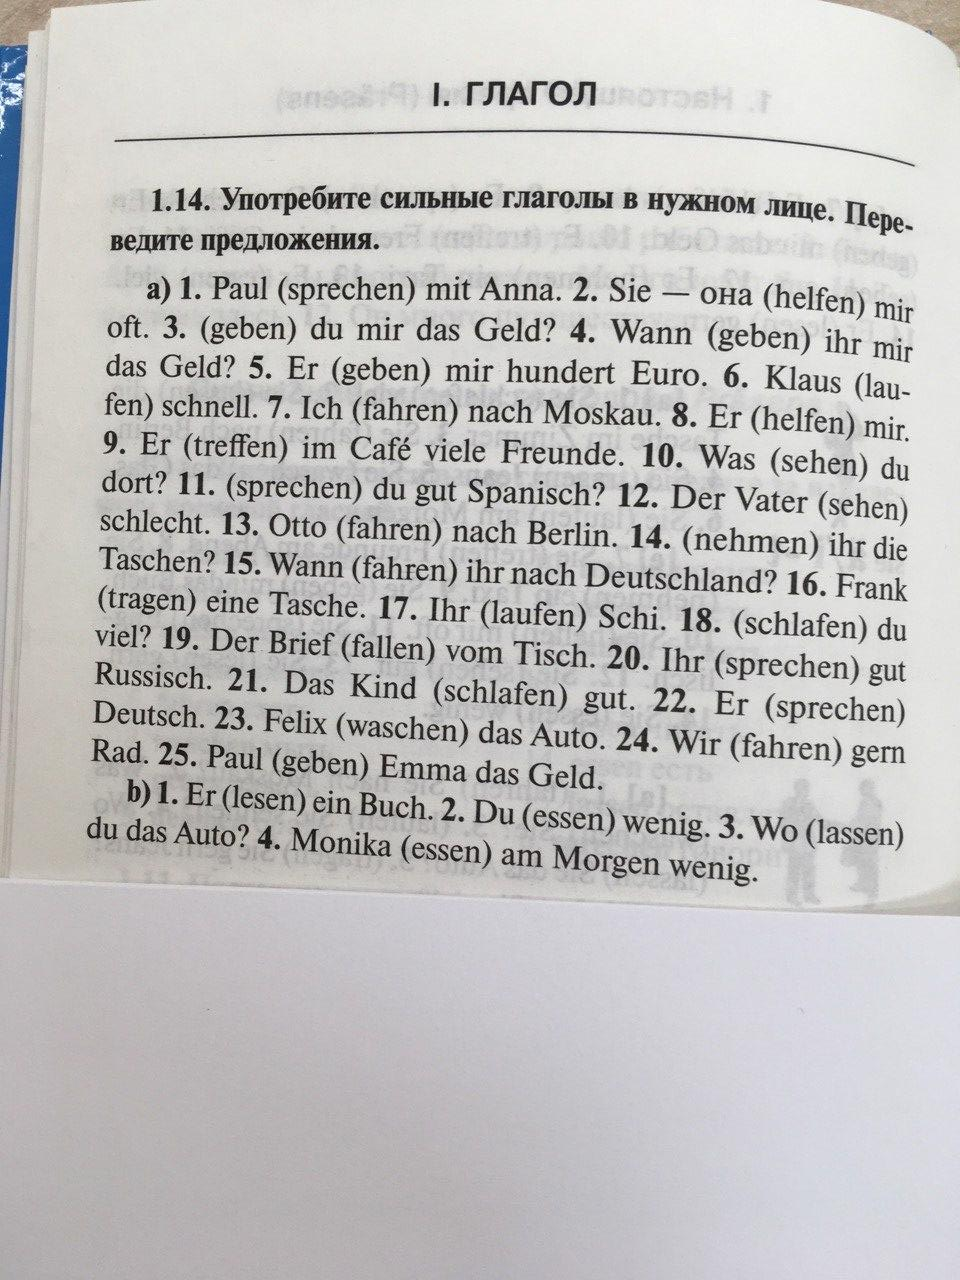 I. ГЛАГОЛ
1.14. Употребите сильные глаголы в нужном лице. Пере-
ведите предложения.
a) 1. Paul (sprechen) mit Anna. 2. Sie — она (helfen) mir
oft. 3. (geben) du mir das Geld? 4. Wann (geben) ihr mir
das Geld? 5. Er (geben) mir hundert Euro. 6. Klaus (lau-
fen) schnell. 7. Ich (fahren) nach Moskau. 8. Er (helfen) mir.
9. Er (treffen) im Café viele Freunde. 10. Was (sehen) du
dort? 11. (sprechen) du gut Spanisch? 12. Der Vater (sehen)
schlecht. 13. Otto (fahren) nach Berlin. 14. (nehmen) ihr die
Taschen? 15. Wann (fahren) ihr nach Deutschland? 16. Frank
(tragen) eine Tasche. 17. Ihr (laufen) Schi. 18. (schlafen) du
viel? 19. Der Brief (fallen) vom Tisch. 20. Ihr (sprechen) gut
Russisch. 21. Das Kind (schlafen) gut. 22. Er (sprechen)
Deutsch. 23. Felix (waschen) das Auto. 24. Wir (fahren) gern
Rad. 25. Paul (geben) Emma das Geld.
b) 1. Er (lesen) ein Buch. 2. Du (essen) wenig. 3. Wo (lassen)
du das Auto? 4. Monika (essen) am Morgen wenig.